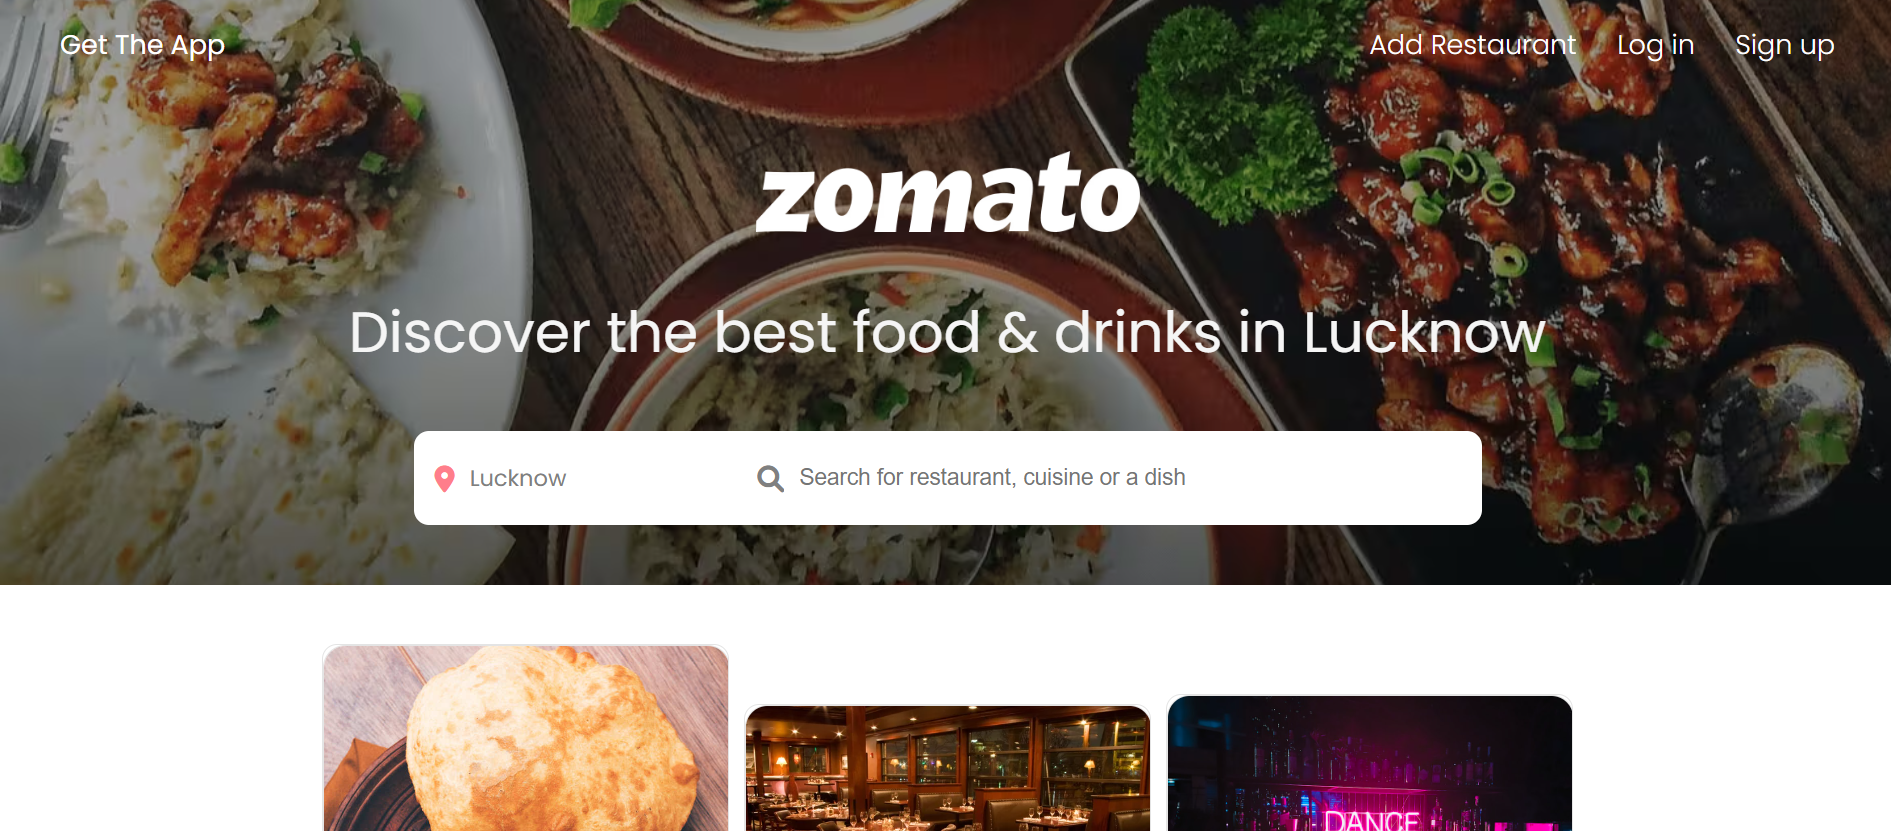 Get The App
Add Restaurant
Log in
Sign up
zomato
Discover the best food & drinks in Lucknow
Lucknow
Search for restaurant, cuisine or a dish
DANCE